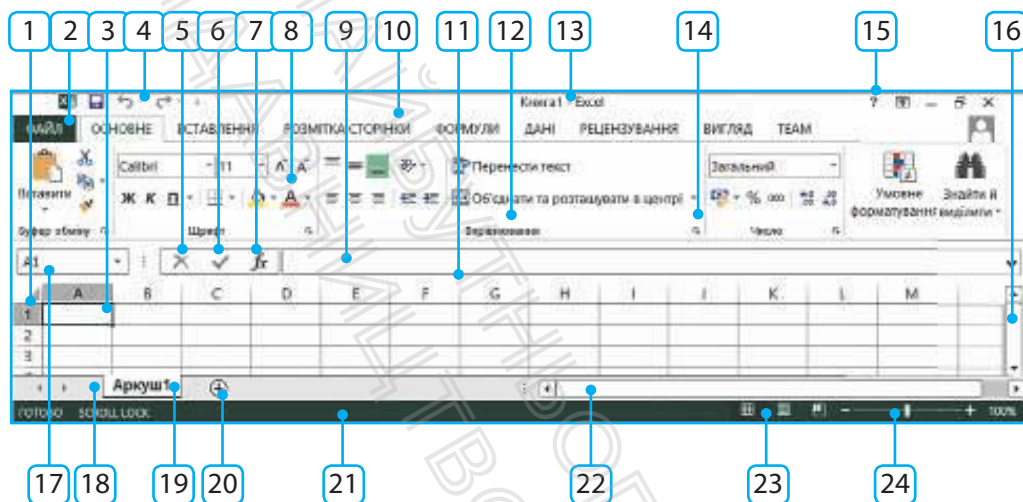 1 2 3 4 5 6 7 8 9 10 11 12 13 14 15 16
Книга1 - Excel ?
ФАЙЛ ОСНОВНЕ ВСТАВЛЕННЯ РОЗМІТКА СТОРІНКИ ФОРМУЛИ ДАНІ РЕЦЕНЗУВАННЯ ВИГЛЯД TEAM
Calibri 11 Перенести текст Загальний
Вставити Ж К П A Об'єднати та розташувати в центрі % 000 Умовне форматування Знайти й виділити
Буфер обміну Шрифт Вирівнювання Число
A1 fx
A B C D E F G H I J K L M
1
2
3
Аркуш1
ГОТОВО SCROLL LOCK 100%
17 18 19 20 21 22 23 24
НАЙБУТНЬОГО